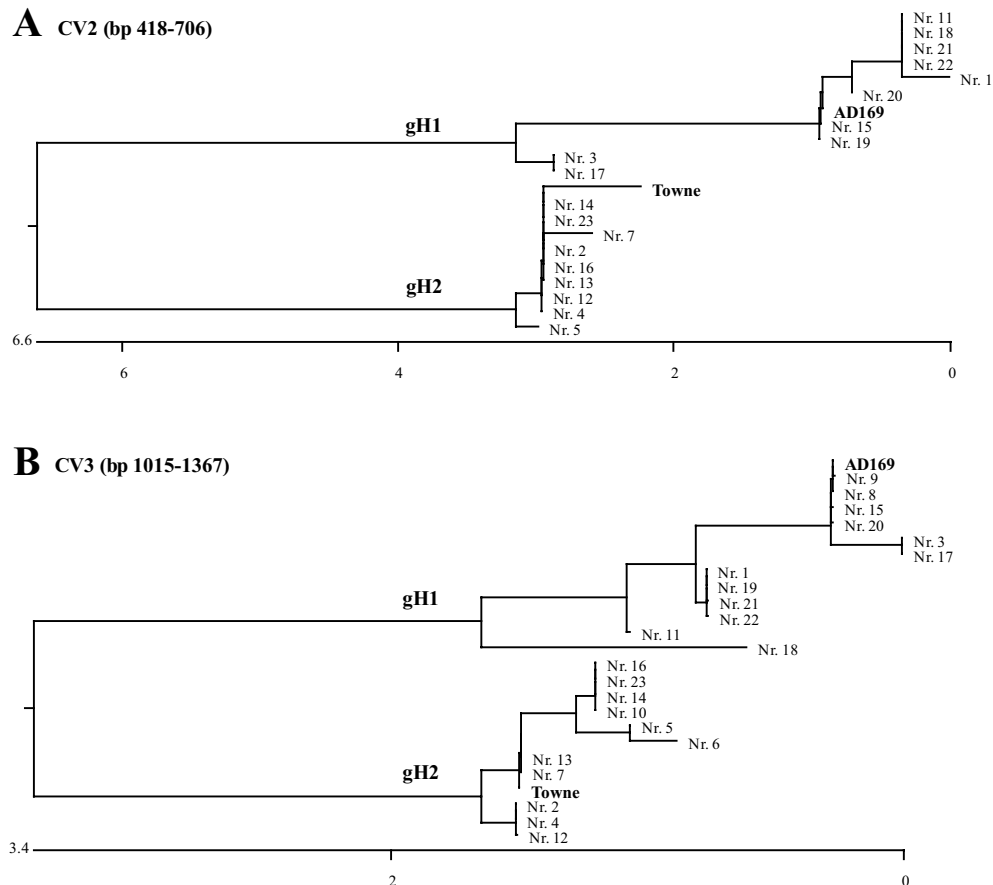 A CV2 (bp 418-706)
Nr. 11
Nr. 18
Nr. 21
Nr. 22
Nr. 1
Nr. 20
AD169
gH1
Nr. 15
Nr. 19
Nr. 3
Nr. 17
Towne
Nr. 14
Nr. 23
Nr. 7
Nr. 2
Nr. 16
Nr. 13
gH2
Nr. 12
Nr. 4
Nr. 5
6.6
6 4 2 0
B CV3 (bp 1015-1367)
AD169
Nr. 9
Nr. 8
Nr. 15
Nr. 20
Nr. 3
Nr. 17
Nr. 1
Nr. 19
gH1
Nr. 21
Nr. 22
Nr. 11
Nr. 18
Nr. 16
Nr. 23
Nr. 14
Nr. 10
Nr. 5
Nr. 6
Nr. 13
gH2
Nr. 7
Towne
Nr. 2
Nr. 4
Nr. 12
3.4
2 0